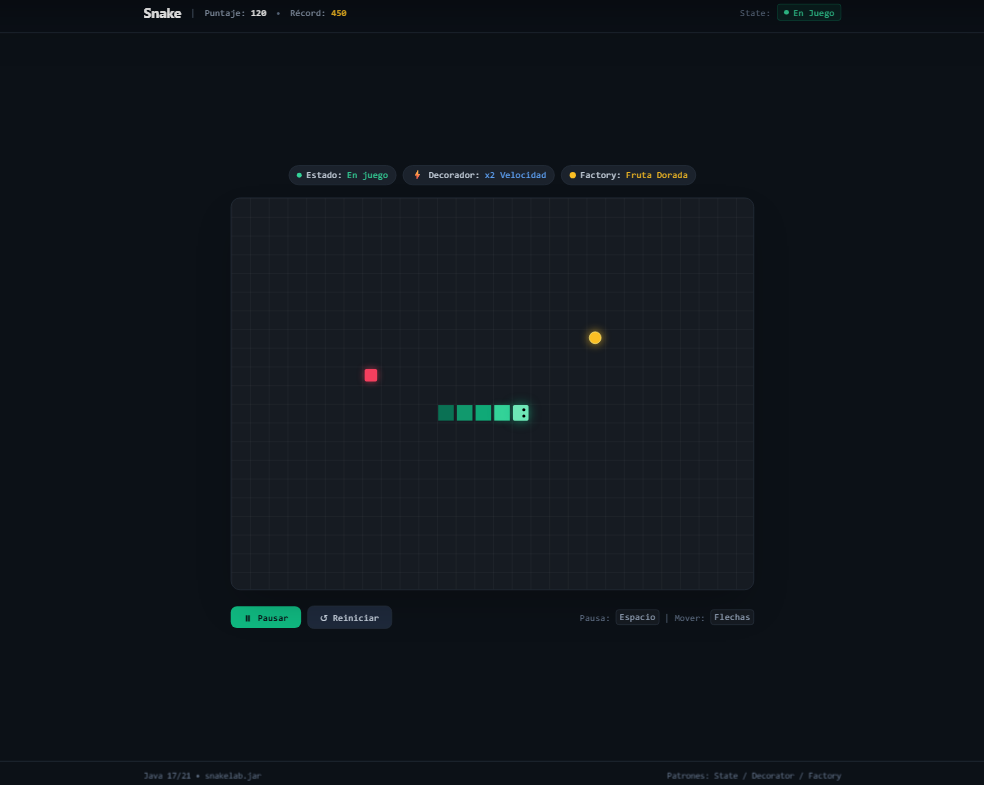 Snake | Puntaje: 120 • Récord: 450 State: • En Juego
• Estado: En juego ⚡ Decorador: x2 Velocidad • Factory: Fruta Dorada
⏸ Pausar ↺ Reiniciar Pausa: Espacio | Mover: Flechas
Java 17/21 • snakelab.jar Patrones: State / Decorator / Factory